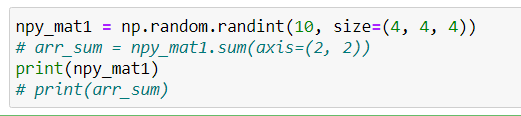 npy_mat1 = np.random.randint(10, size=(4, 4, 4))
# arr_sum = npy_mat1.sum(axis=(2, 2))
print(npy_mat1)
# print(arr_sum)